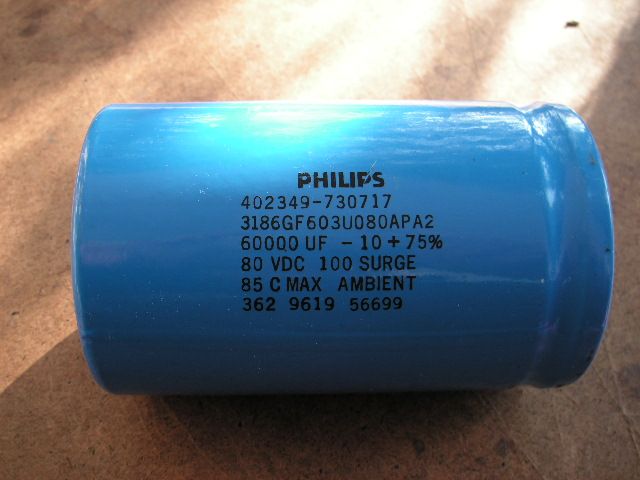 PHILIPS
402349-730717
3186GF603U080APA2
60000 UF -10+75%
80 VDC 100 SURGE
85 C MAX AMBIENT
362 9619 56699